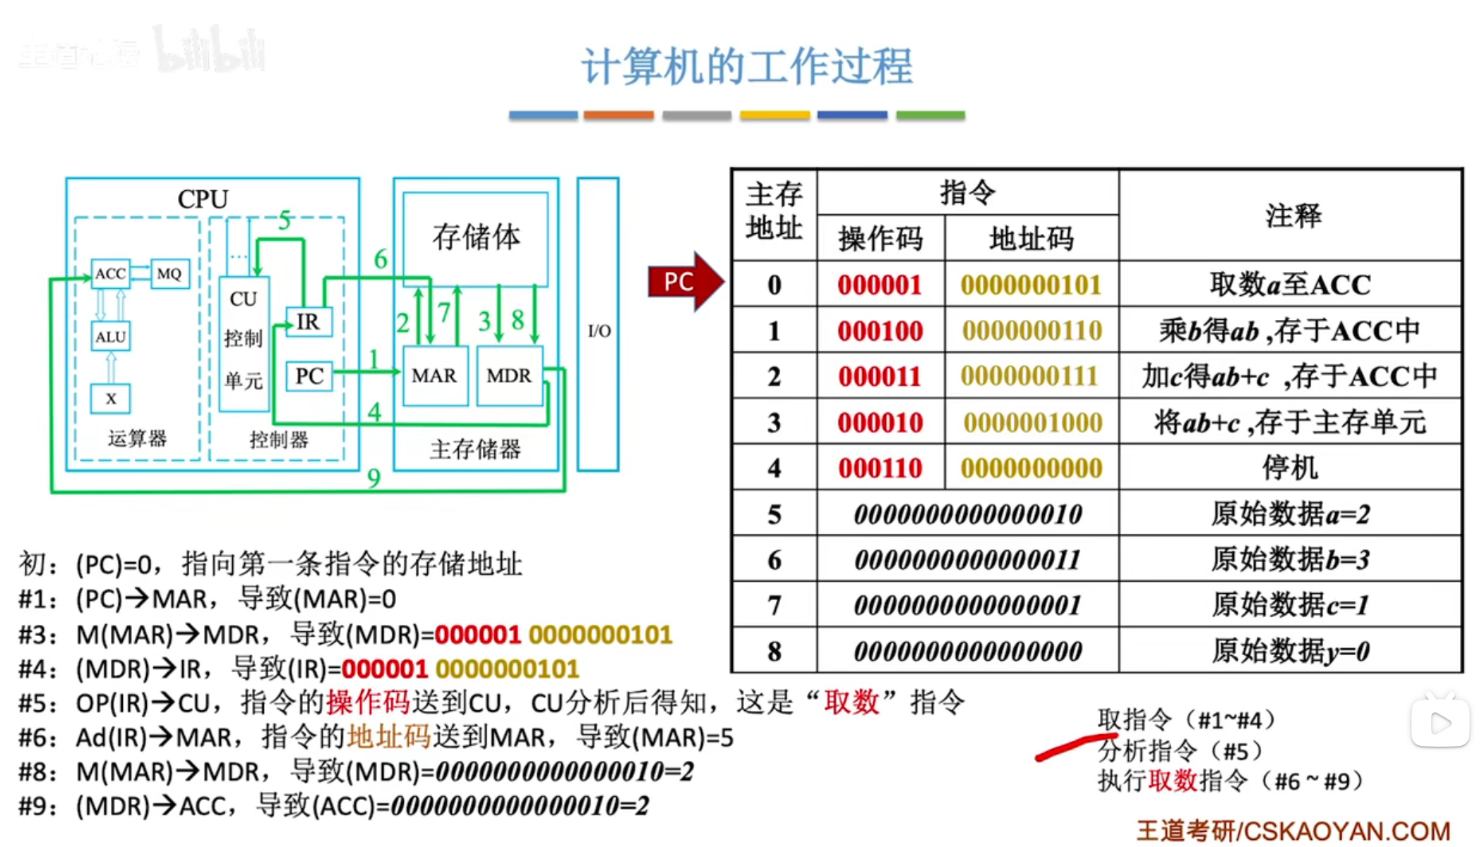 bilibili
计算机的工作过程
CPU
5
...
ACC
MQ
CU
控制
单元
IR
ALU
PC
X
运算器
控制器
6
存储体
2
7
3
8
1
MAR
MDR
4
主存储器
9
I/O
PC
主存地址 指令 注释
操作码 地址码
0 000001 0000000101 取数a至ACC
1 000100 0000000110 乘b得ab ,存于ACC中
2 000011 0000000111 加c得ab+c ,存于ACC中
3 000010 0000001000 将ab+c ,存于主存单元
4 000110 0000000000 停机
5 0000000000000010 原始数据a=2
6 0000000000000011 原始数据b=3
7 0000000000000001 原始数据c=1
8 0000000000000000 原始数据y=0
初：(PC)=0，指向第一条指令的存储地址
#1：(PC)→MAR，导致(MAR)=0
#3：M(MAR)→MDR，导致(MDR)=000001 0000000101
#4：(MDR)→IR，导致(IR)=000001 0000000101
#5：OP(IR)→CU，指令的操作码送到CU，CU分析后得知，这是“取数”指令
#6：Ad(IR)→MAR，指令的地址码送到MAR，导致(MAR)=5
#8：M(MAR)→MDR，导致(MDR)=0000000000000010=2
#9：(MDR)→ACC，导致(ACC)=0000000000000010=2
取指令（#1~#4）
分析指令（#5）
执行取数指令（#6 ~ #9）
王道考研/CSKAOYAN.COM